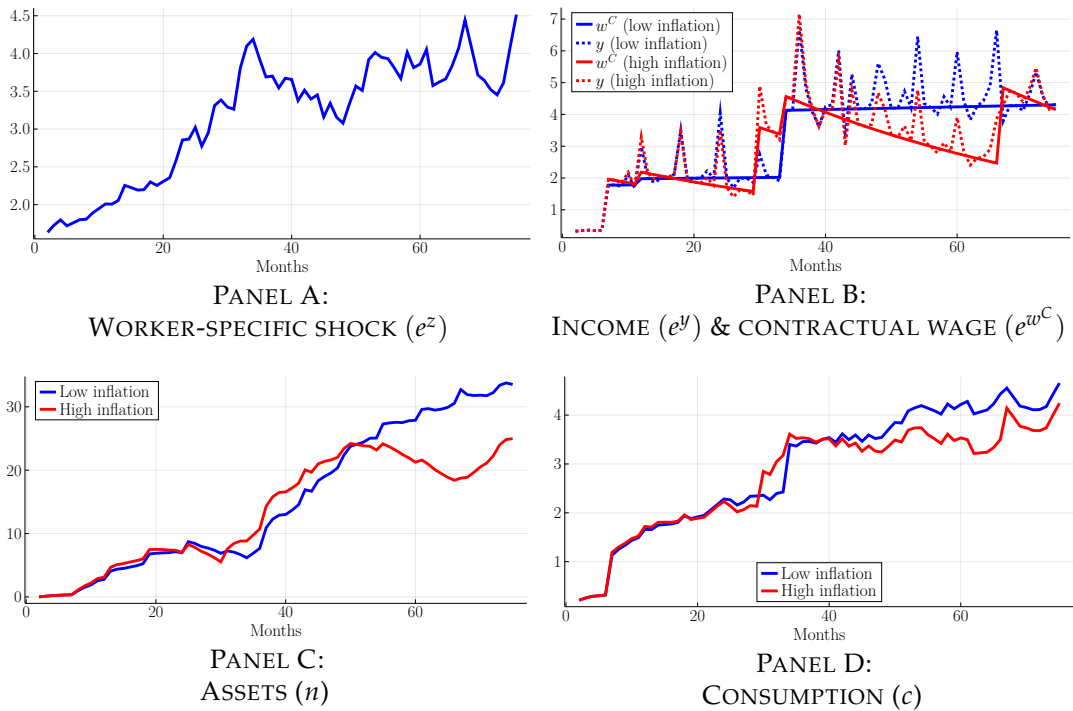 4.5
4.0
3.5
3.0
2.5
2.0
0
20
40
60
Months
PANEL A:
WORKER-SPECIFIC SHOCK (e^z)
7
6
5
4
3
2
1
w^C (low inflation)
y (low inflation)
w^C (high inflation)
y (high inflation)
0
20
40
60
Months
PANEL B:
INCOME (e^y) & CONTRACTUAL WAGE (e^{w^C})
30
20
10
0
Low inflation
High inflation
0
20
40
60
Months
PANEL C:
ASSETS (n)
4
3
2
1
Low inflation
High inflation
0
20
40
60
Months
PANEL D:
CONSUMPTION (c)